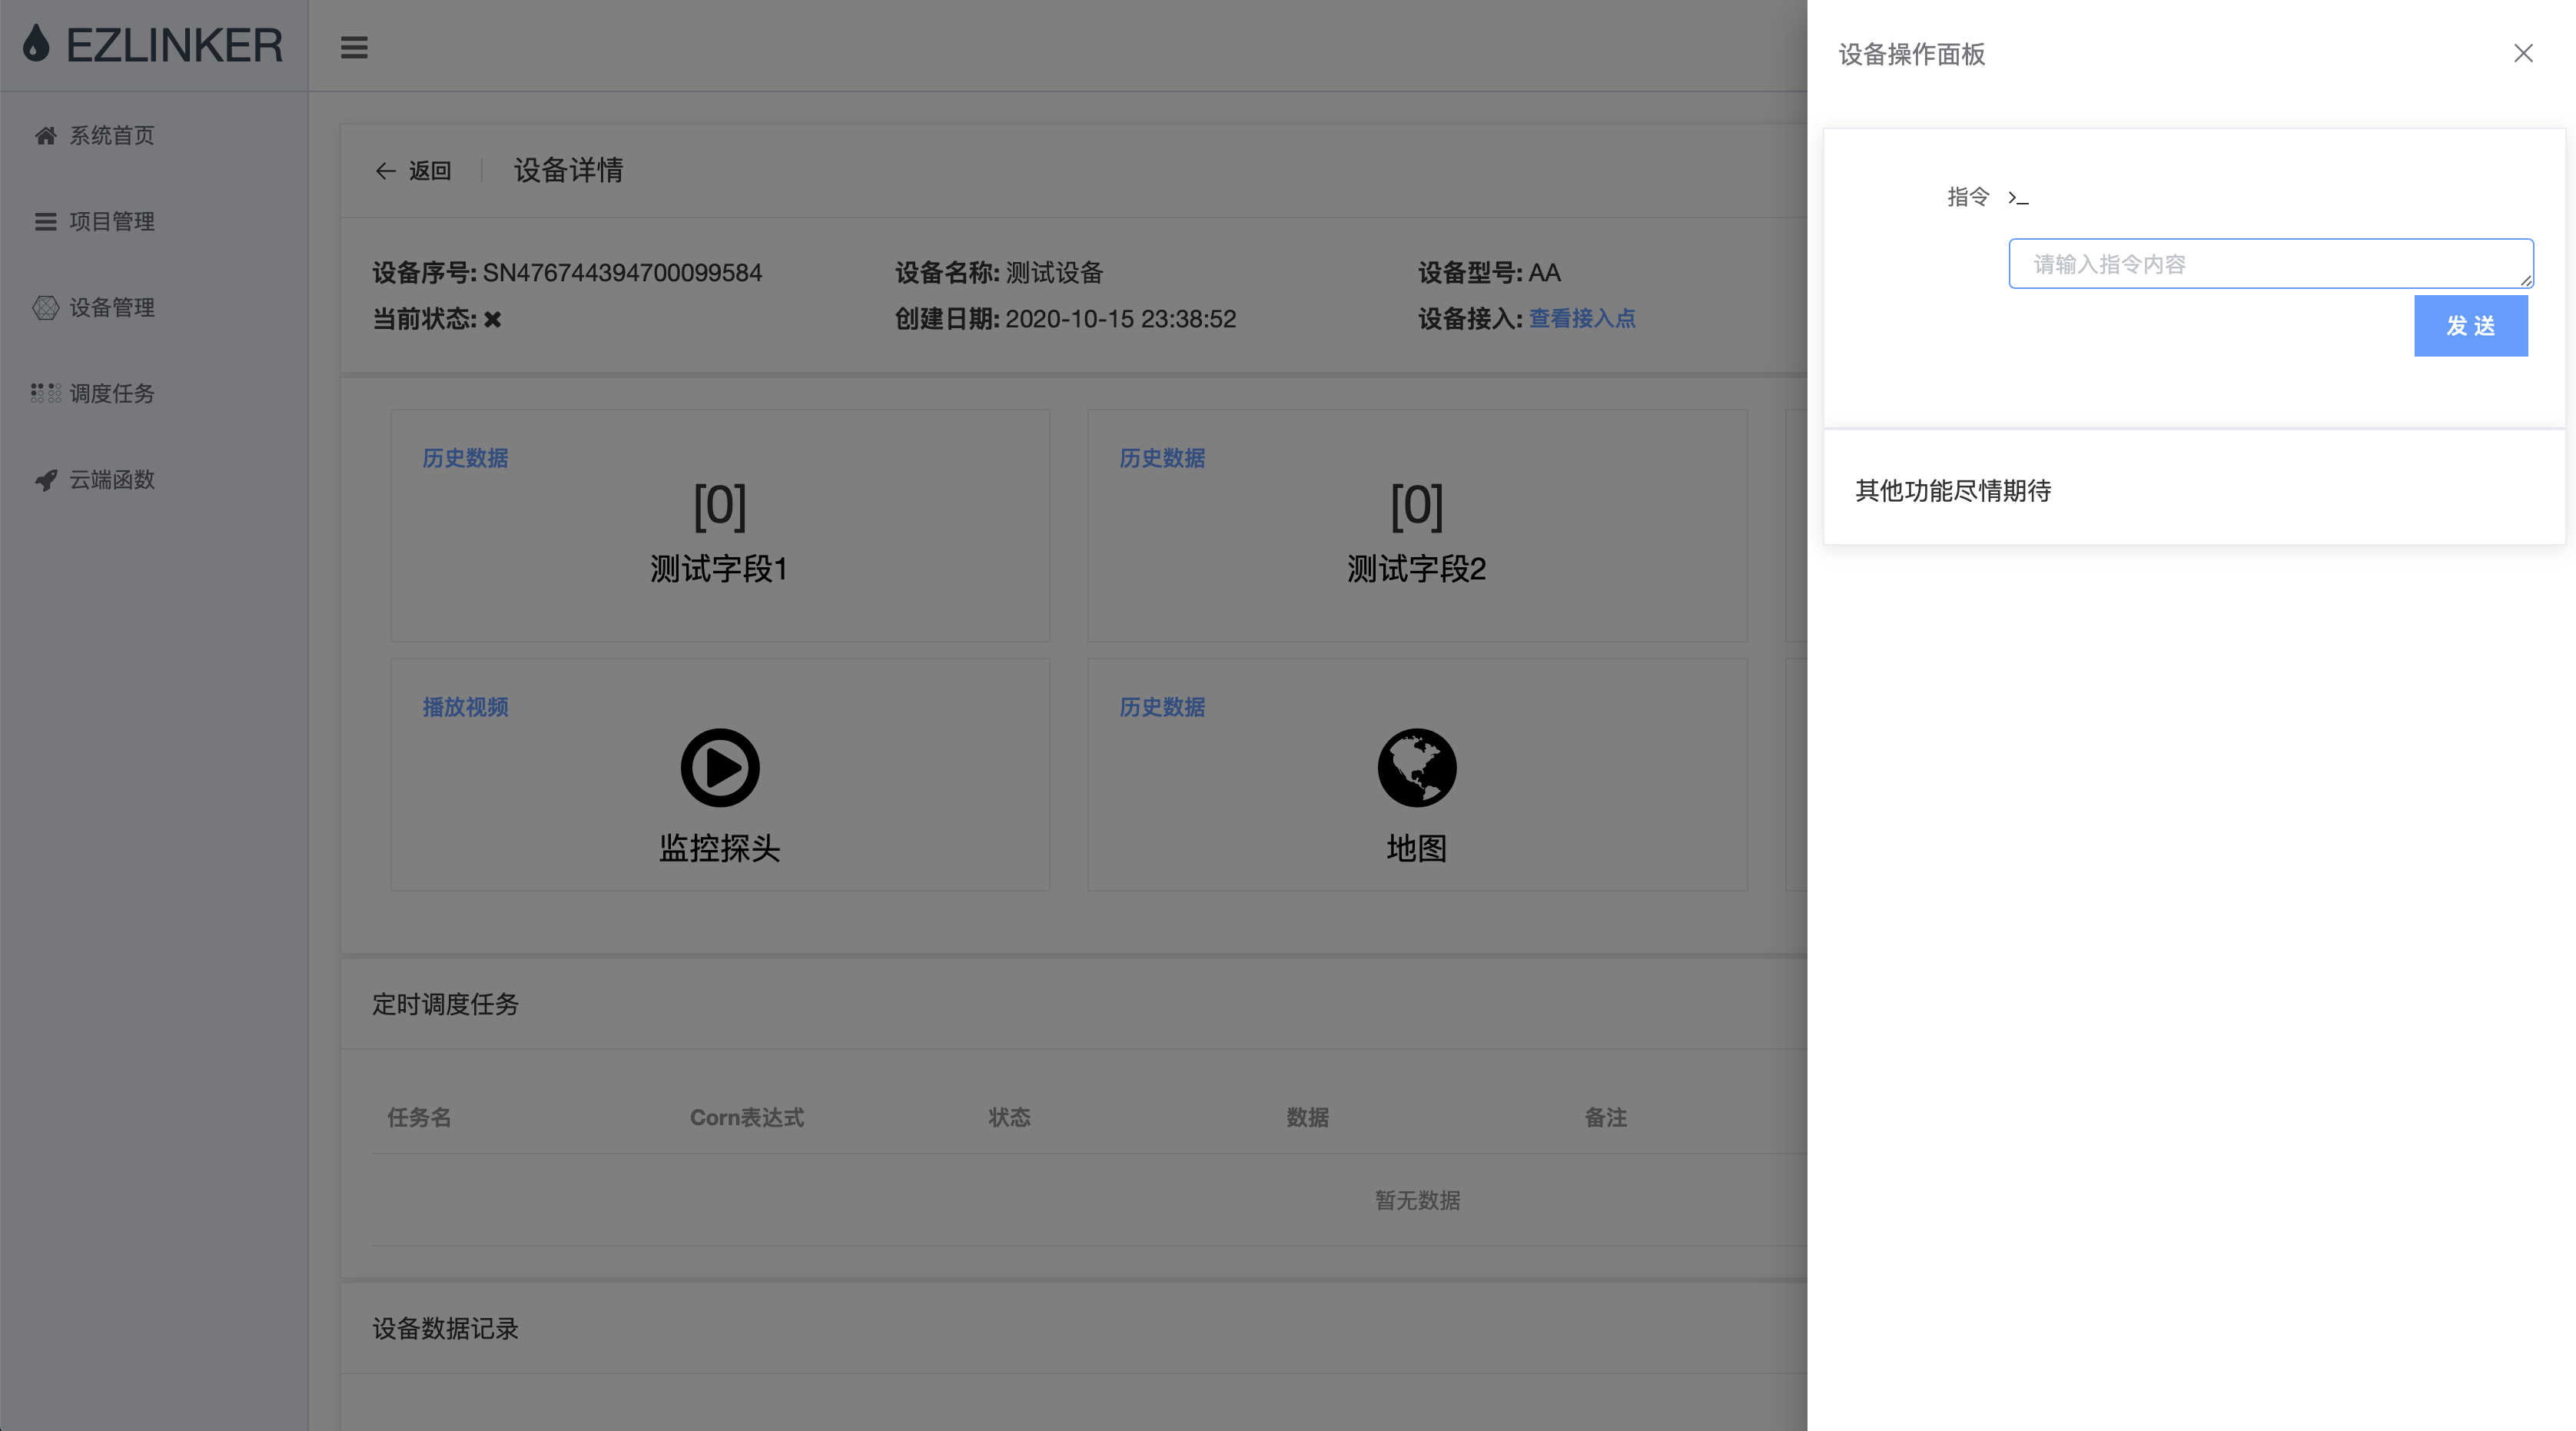 EZLINKER
系统首页
项目管理
设备管理
调度任务
云端函数
返回
设备详情
设备序号: SN476744394700099584
设备名称: 测试设备
设备型号: AA
当前状态:
创建日期: 2020-10-15 23:38:52
设备接入: 查看接入点
历史数据
[0]
测试字段1
历史数据
[0]
测试字段2
播放视频
监控探头
历史数据
地图
定时调度任务
任务名 Corn表达式 状态 数据 备注
暂无数据
设备数据记录
设备操作面板
指令 >_
请输入指令内容
发 送
其他功能尽情期待